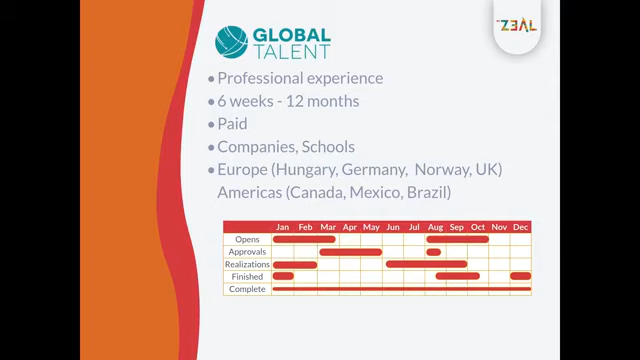 GLOBAL
TALENT
ZEAL
• Professional experience
• 6 weeks - 12 months
• Paid
• Companies, Schools
• Europe (Hungary, Germany, Norway, UK)
Americas (Canada, Mexico, Brazil)
Jan Feb Mar Apr May Jun Jul Aug Sep Oct Nov Dec
Opens
Approvals
Realizations
Finished
Complete